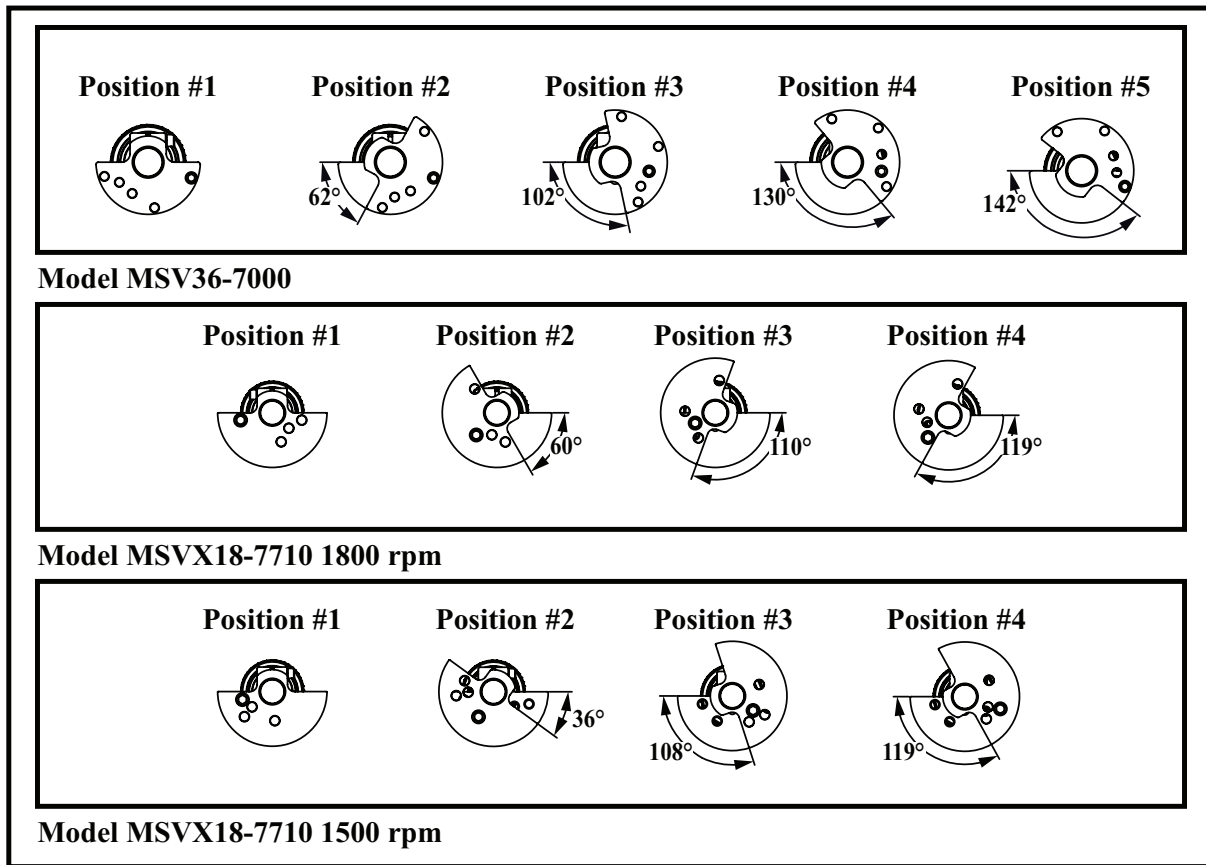 Position #1 Position #2 Position #3 Position #4 Position #5
62° 102° 130° 142°
Model MSV36-7000
Position #1 Position #2 Position #3 Position #4
60° 110° 119°
Model MSVX18-7710 1800 rpm
Position #1 Position #2 Position #3 Position #4
36° 108° 119°
Model MSVX18-7710 1500 rpm